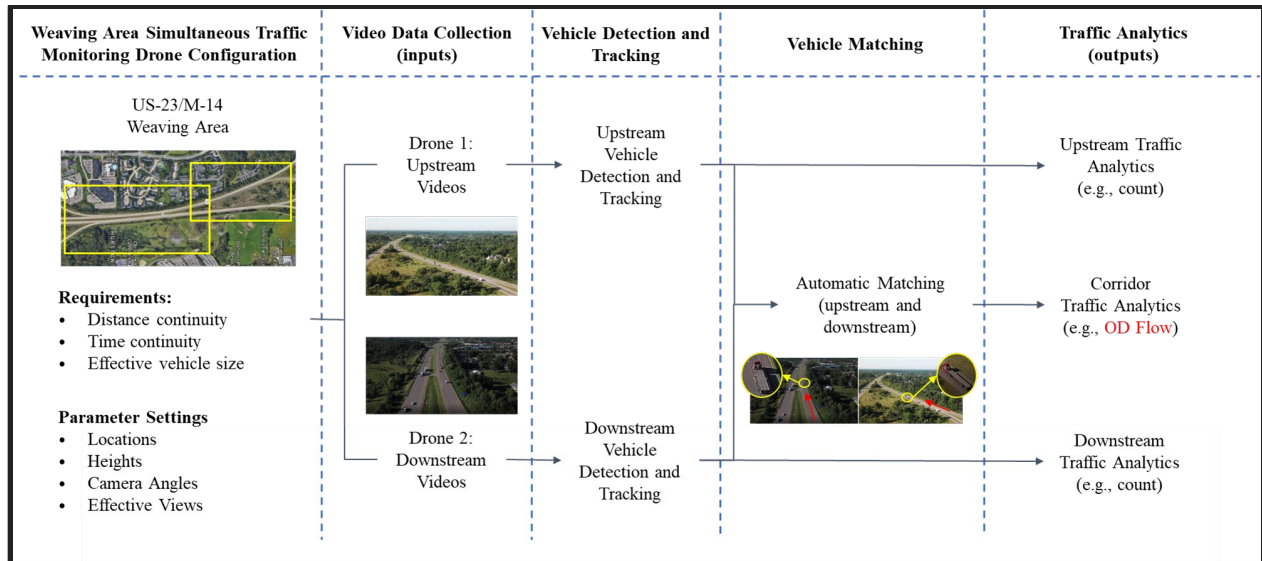 Weaving Area Simultaneous Traffic
Monitoring Drone Configuration
Video Data Collection
(inputs)
Vehicle Detection and
Tracking
Vehicle Matching
Traffic Analytics
(outputs)
US-23/M-14
Weaving Area
Requirements:
• Distance continuity
• Time continuity
• Effective vehicle size
Parameter Settings
• Locations
• Heights
• Camera Angles
• Effective Views
Drone 1:
Upstream
Videos
Drone 2:
Downstream
Videos
Upstream
Vehicle
Detection and
Tracking
Downstream
Vehicle
Detection and
Tracking
Automatic Matching
(upstream and
downstream)
Upstream Traffic
Analytics
(e.g., count)
Corridor
Traffic Analytics
(e.g., OD Flow)
Downstream
Traffic Analytics
(e.g., count)